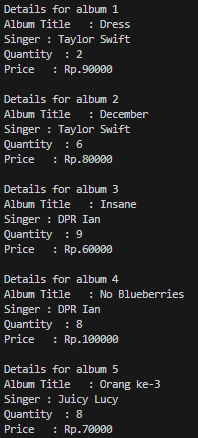 Details for album 1
Album Title   : Dress
Singer : Taylor Swift
Quantity  : 2
Price   : Rp.90000

Details for album 2
Album Title   : December
Singer : Taylor Swift
Quantity  : 6
Price   : Rp.80000

Details for album 3
Album Title   : Insane
Singer : DPR Ian
Quantity  : 9
Price   : Rp.60000

Details for album 4
Album Title   : No Blueberries
Singer : DPR Ian
Quantity  : 8
Price   : Rp.100000

Details for album 5
Album Title   : Orang ke-3
Singer : Juicy Lucy
Quantity  : 8
Price   : Rp.70000